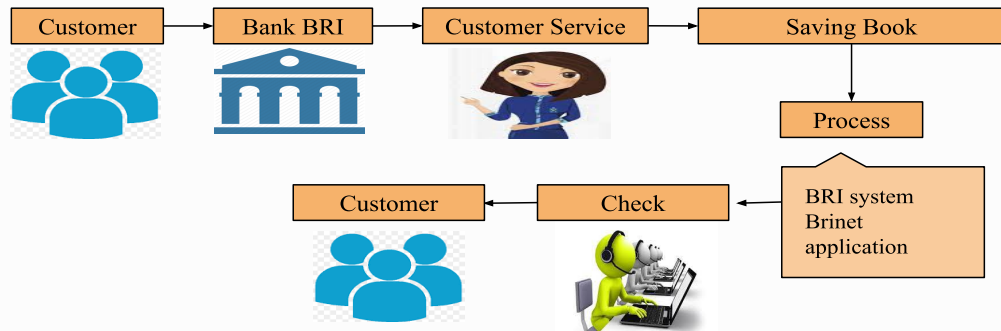 Customer
Bank BRI
Customer Service
Saving Book
Process
BRI system
Brinet
application
Check
Customer